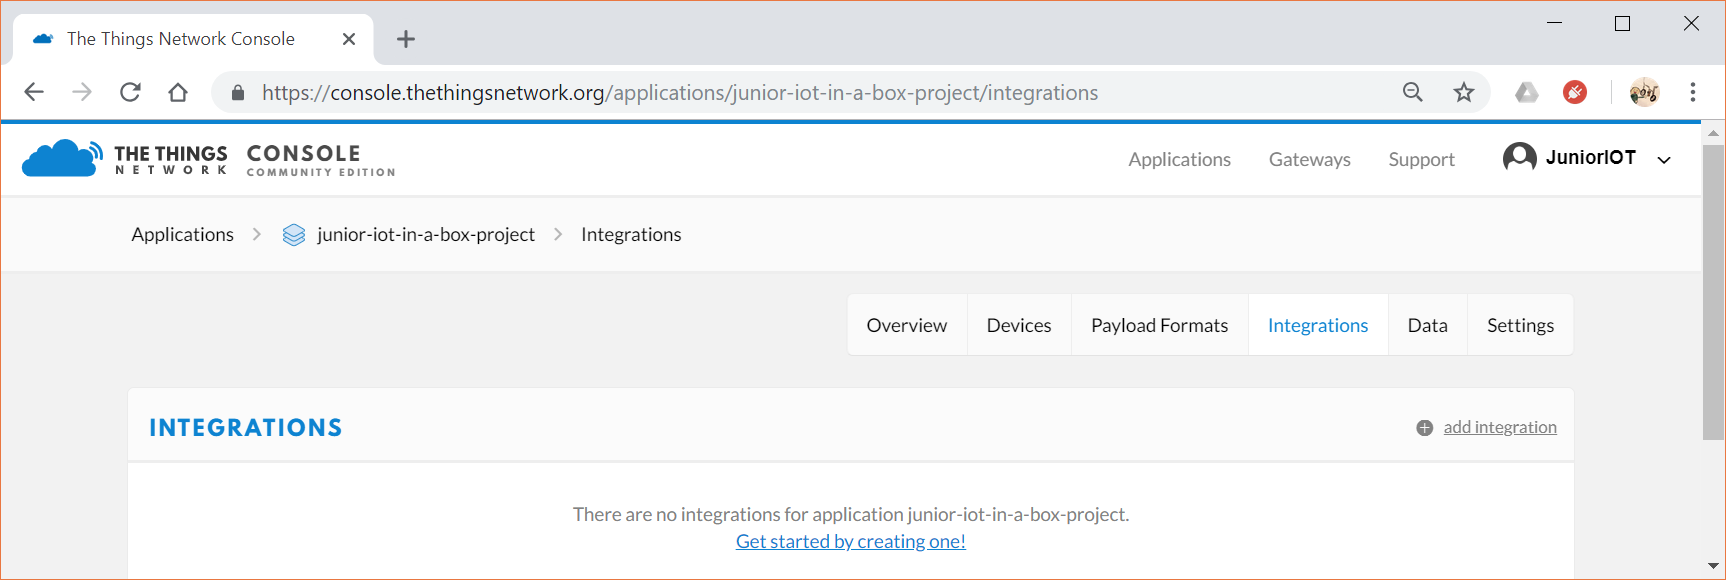 The Things Network Console
https://console.thethingsnetwork.org/applications/junior-iot-in-a-box-project/integrations
THE THINGS NETWORK CONSOLE COMMUNITY EDITION
Applications Gateways Support JuniorIOT
Applications junior-iot-in-a-box-project Integrations
Overview Devices Payload Formats Integrations Data Settings
INTEGRATIONS add integration
There are no integrations for application junior-iot-in-a-box-project.
Get started by creating one!